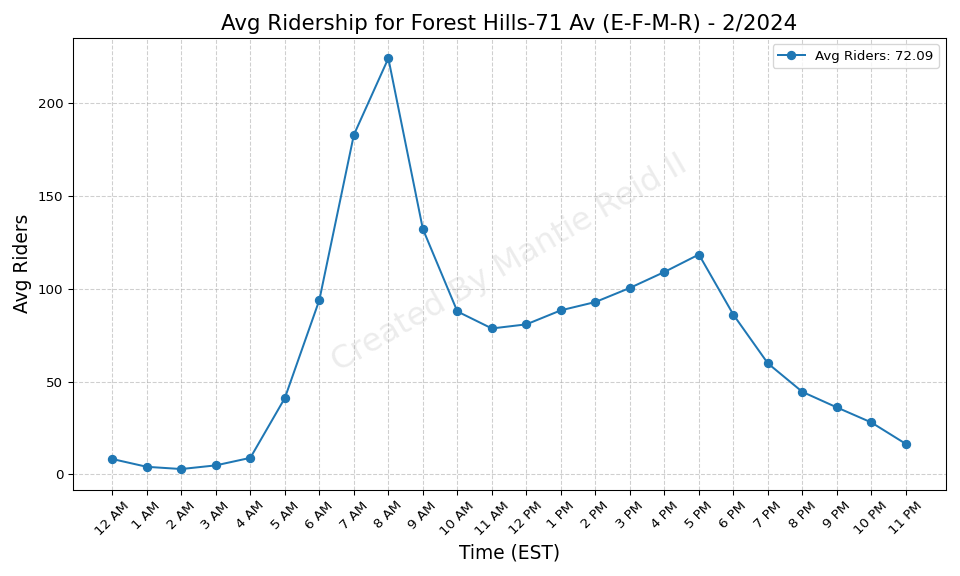 Avg Ridership for Forest Hills-71 Av (E-F-M-R) - 2/2024
Avg Riders: 72.09
200
150
100
50
0
Avg Riders
Created By Mantie Reid II
12 AM
1 AM
2 AM
3 AM
4 AM
5 AM
6 AM
7 AM
8 AM
9 AM
10 AM
11 AM
12 PM
1 PM
2 PM
3 PM
4 PM
5 PM
6 PM
7 PM
8 PM
9 PM
10 PM
11 PM
Time (EST)